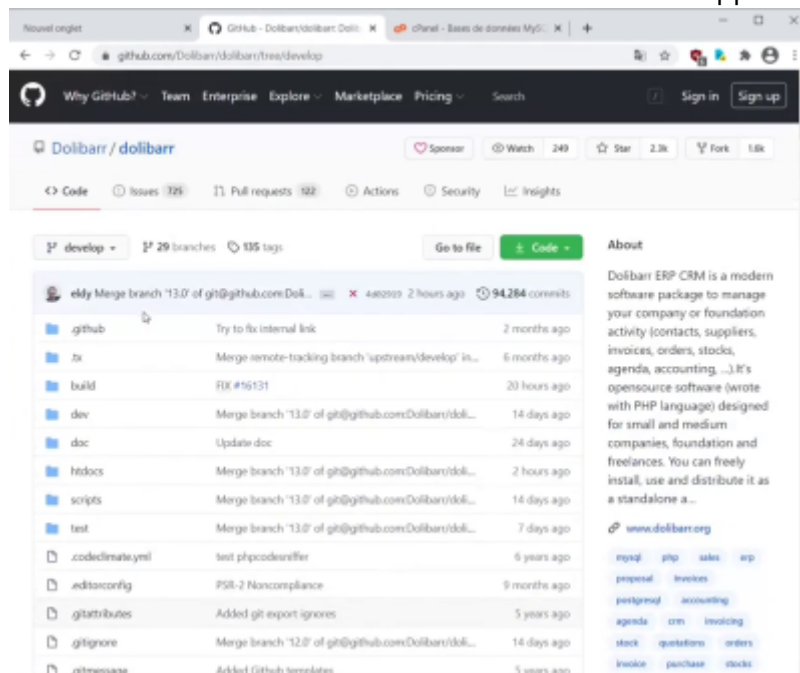 Nouvel onglet
GitHub - Dolibarr/dolibarr: Dolib
cPanel - Bases de données MySQ
github.com/Dolibarr/dolibarr/tree/develop
Why GitHub? Team Enterprise Explore Marketplace Pricing Search Sign in Sign up
Dolibarr / dolibarr
Sponsor Watch 249 Star 2.3k Fork 1.6k
Code Issues 725 Pull requests 122 Actions Security Insights
develop 29 branches 135 tags Go to file Code
eldy Merge branch '13.0' of git@github.com:Doli... 2 hours ago 94,284 commits
.github Try to fix internal link 2 months ago
.tx Merge remote-tracking branch 'upstream/develop' in... 6 months ago
build FIX #16131 20 hours ago
dev Merge branch '13.0' of git@github.com:Dolibarr/doli... 14 days ago
doc Update doc 24 days ago
htdocs Merge branch '13.0' of git@github.com:Dolibarr/doli... 2 hours ago
scripts Merge branch '13.0' of git@github.com:Dolibarr/doli... 14 days ago
test Merge branch '13.0' of git@github.com:Dolibarr/doli... 7 days ago
.codeclimate.yml test phpcodesniffer 6 years ago
.editorconfig PSR-2 Noncompliance 9 months ago
.gitattributes Added git export ignores 5 years ago
.gitignore Merge branch '12.0' of git@github.com:Dolibarr/doli... 14 days ago
.gitmessage Added Github templates 5 years ago
About
Dolibarr ERP CRM is a modern
software package to manage
your company or foundation
activity (contacts, suppliers,
invoices, orders, stocks,
agenda, accounting, ...).It's
opensource software (wrote
with PHP language) designed
for small and medium
companies, foundation and
freelances. You can freely
install, use and distribute it as
a standalone a...
www.dolibarr.org
mysql php sales erp
proposal invoices
postgresql accounting
agenda crm invoicing
stock quotations orders
invoice purchase stocks